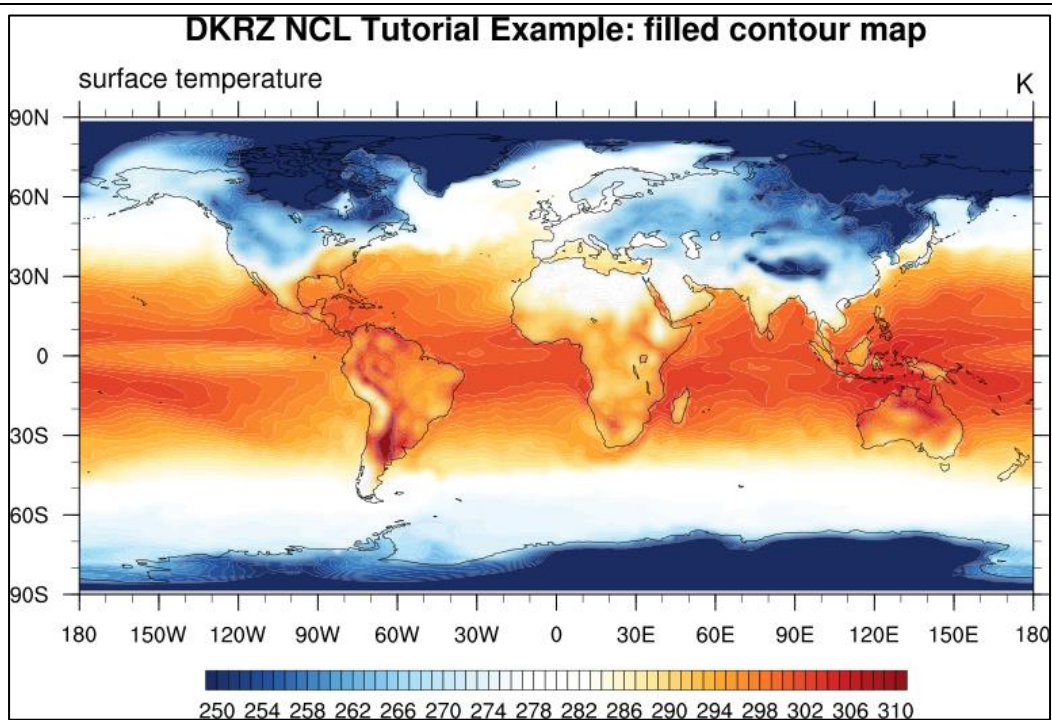 DKRZ NCL Tutorial Example: filled contour map
surface temperature K
90N
60N
30N
0
30S
60S
90S
180 150W 120W 90W 60W 30W 0 30E 60E 90E 120E 150E 180
250 254 258 262 266 270 274 278 282 286 290 294 298 302 306 310